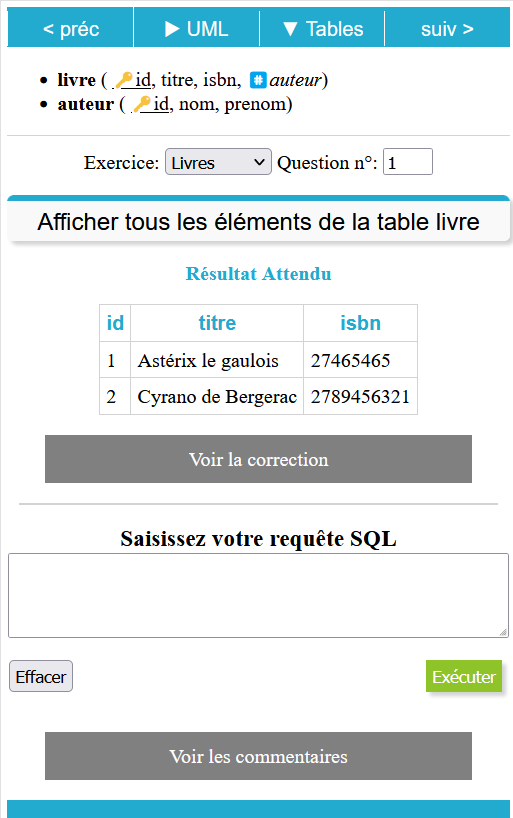 < préc ▶ UML ▼ Tables suiv >
• livre ( 🔑 id, titre, isbn, #️⃣ auteur)
• auteur ( 🔑 id, nom, prenom)
Exercice: Livres Question n°: 1
Afficher tous les éléments de la table livre
Résultat Attendu
id titre isbn
1 Astérix le gaulois 27465465
2 Cyrano de Bergerac 2789456321
Voir la correction
Saisissez votre requête SQL
Effacer Exécuter
Voir les commentaires